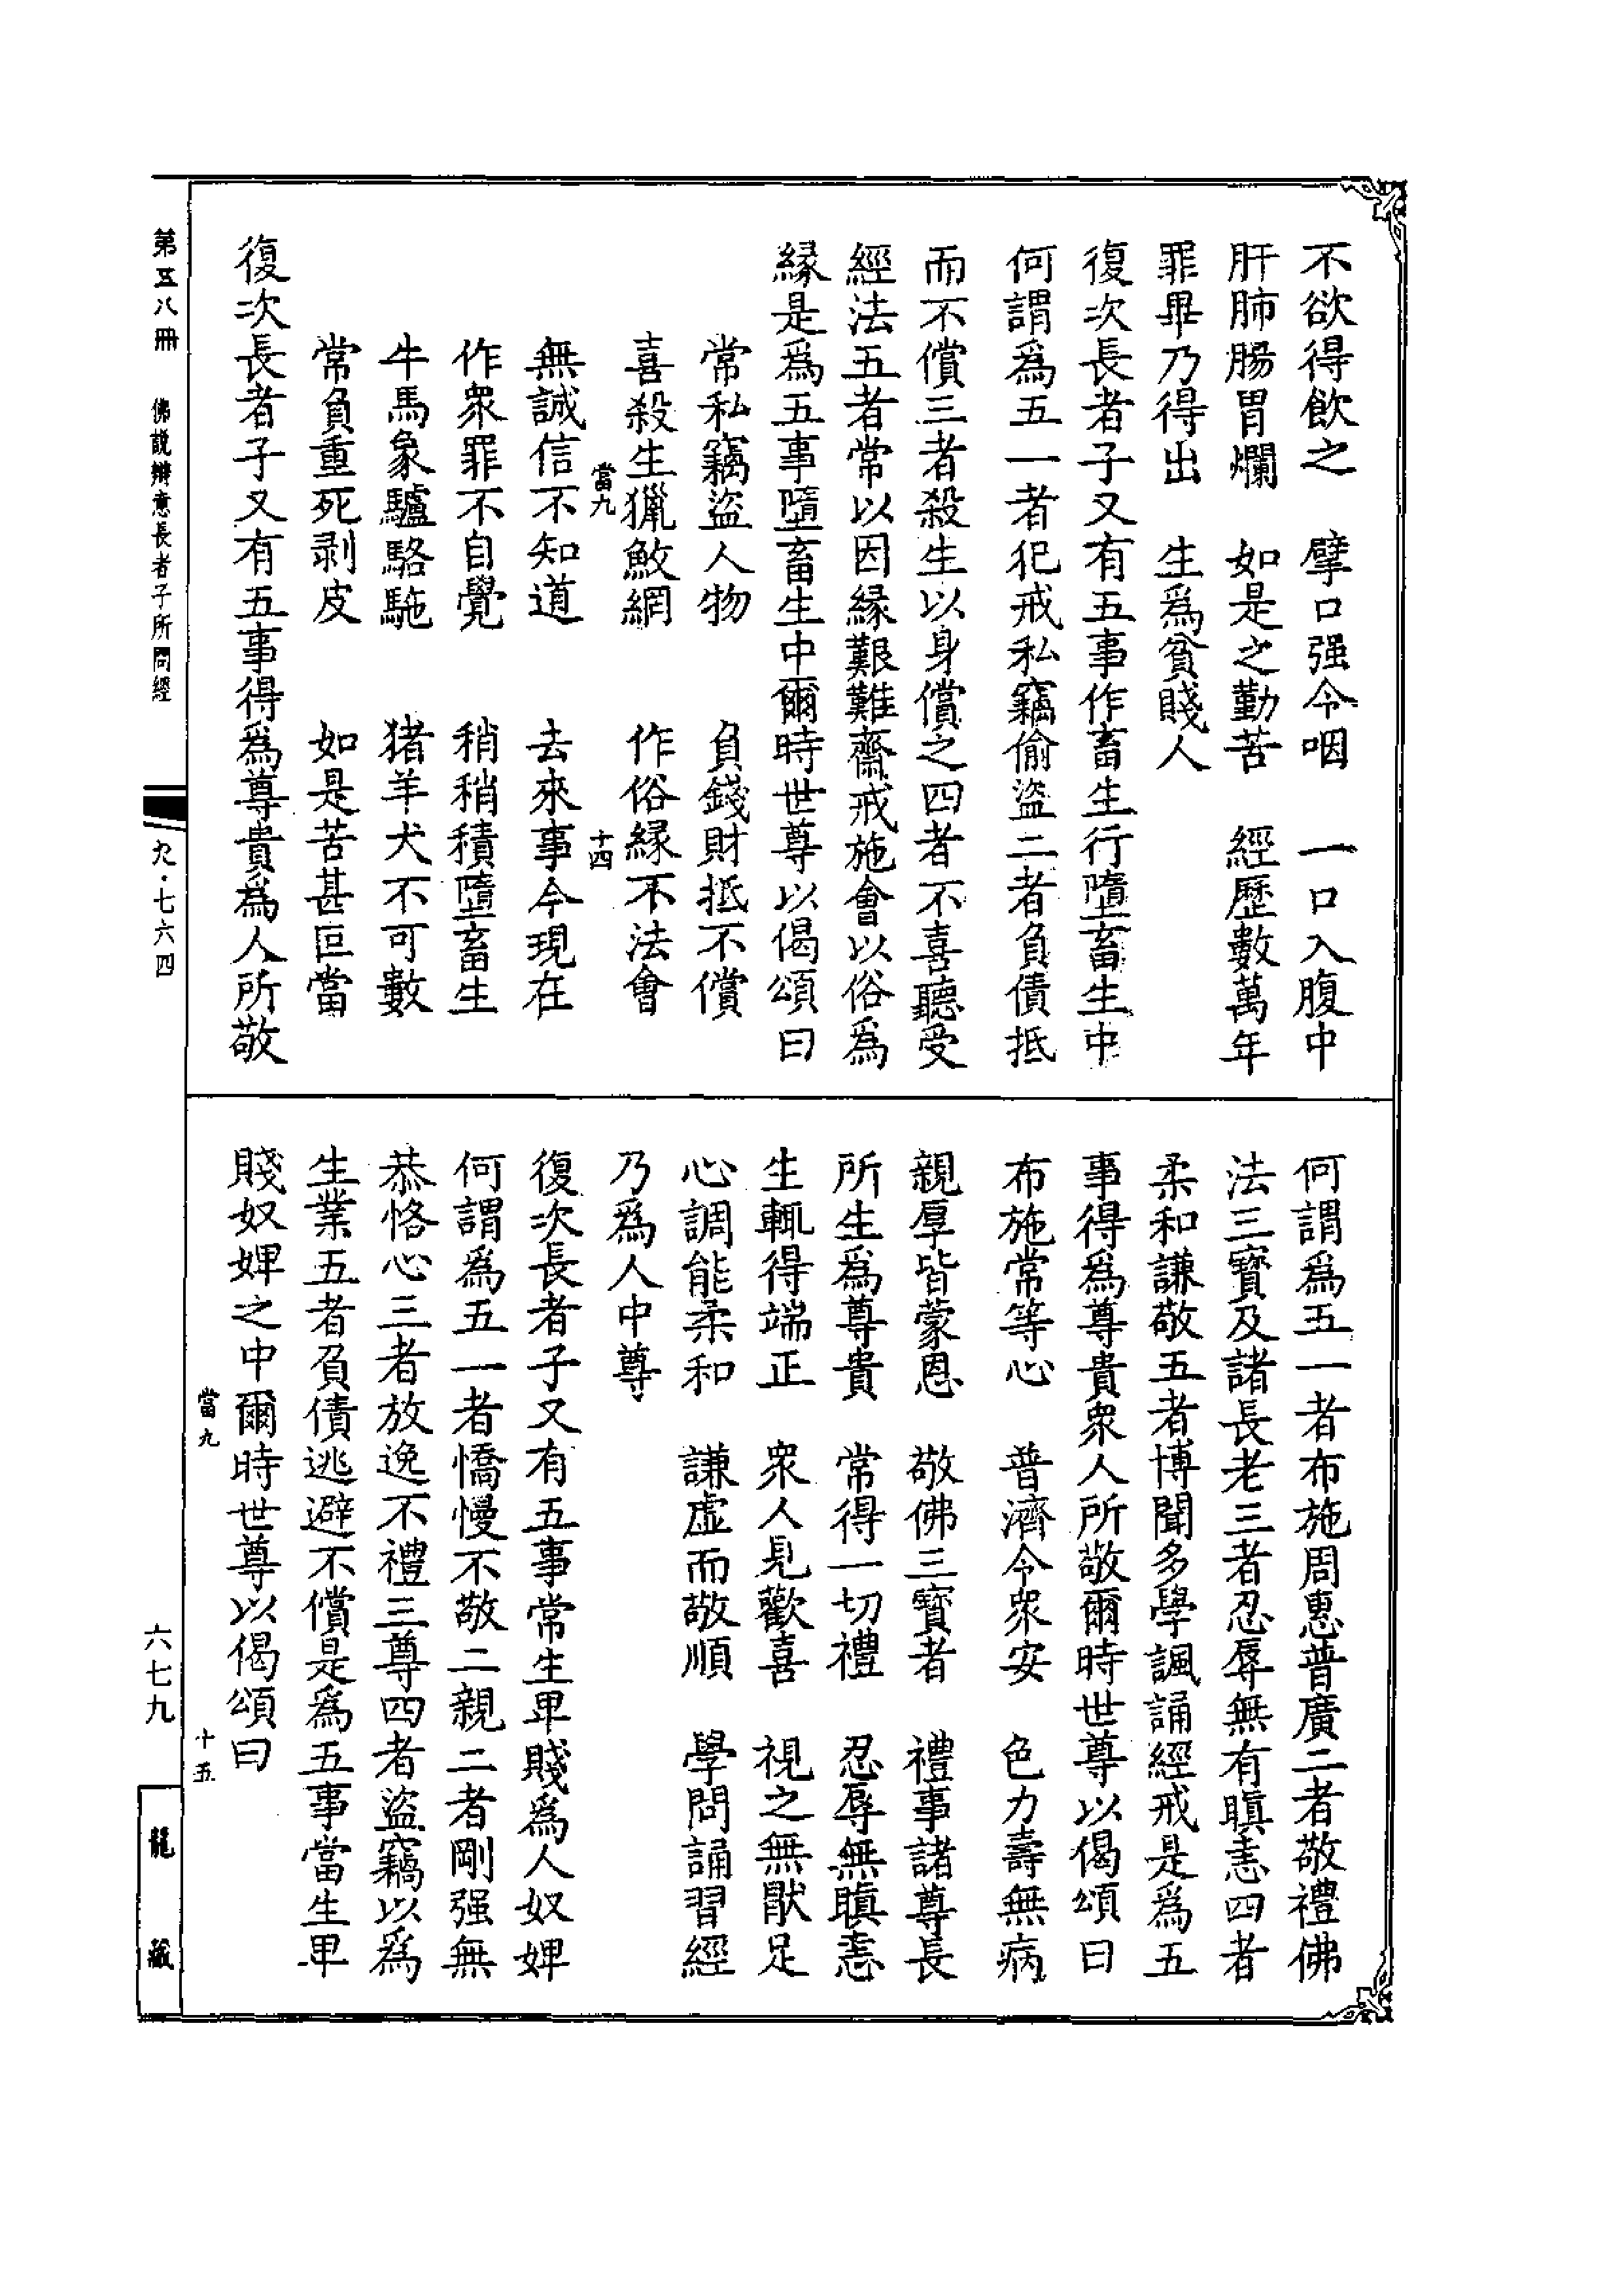 不欲得飲之　擘口强令咽　一口入腹中
肝肺腸胃爛　如是之勤苦　經歷數萬年
罪畢乃得出　生爲貧賤人
復次長者子又有五事作畜生行墮畜生中
何謂爲五一者犯戒私竊偷盜二者負債抵
而不償三者殺生以身償之四者不喜聽受
經法五者常以因緣艱難齋戒施會以俗爲
緣是爲五事墮畜生中爾時世尊以偈頌曰
常私竊盜人物　負錢財抵不償
喜殺生獵魰網　作俗緣不法會
當九　十四
無誠信不知道　去來事今現在
作衆罪不自覺　稍稍積墮畜生
牛馬象驢駱駞　猪羊犬不可數
常負重死剥皮　如是苦甚叵當
復次長者子又有五事得爲尊貴爲人所敬
何謂爲五一者布施周惠普廣二者敬禮佛
法三寶及諸長老三者忍辱無有瞋恚四者
柔和謙敬五者博聞多學諷誦經戒是爲五
事得爲尊貴衆人所敬爾時世尊以偈頌曰
布施常等心　普濟令衆安　色力壽無病
親厚皆蒙恩　敬佛三寶者　禮事諸尊長
所生爲尊貴　常得一切禮　忍辱無瞋恚
生輒得端正　衆人見歡喜　視之無猒足
心調能柔和　謙虛而敬順　學問誦習經
乃爲人中尊
復次長者子又有五事常生卑賤爲人奴婢
何謂爲五一者憍慢不敬二親二者剛强無
恭恪心三者放逸不禮三尊四者盜竊以爲
生業五者負債逃避不償是爲五事當生卑
賤奴婢之中爾時世尊以偈頌曰
當九　十五
第五八冊　佛説辯意長者子所問經　九·七六四
六七九
龍藏